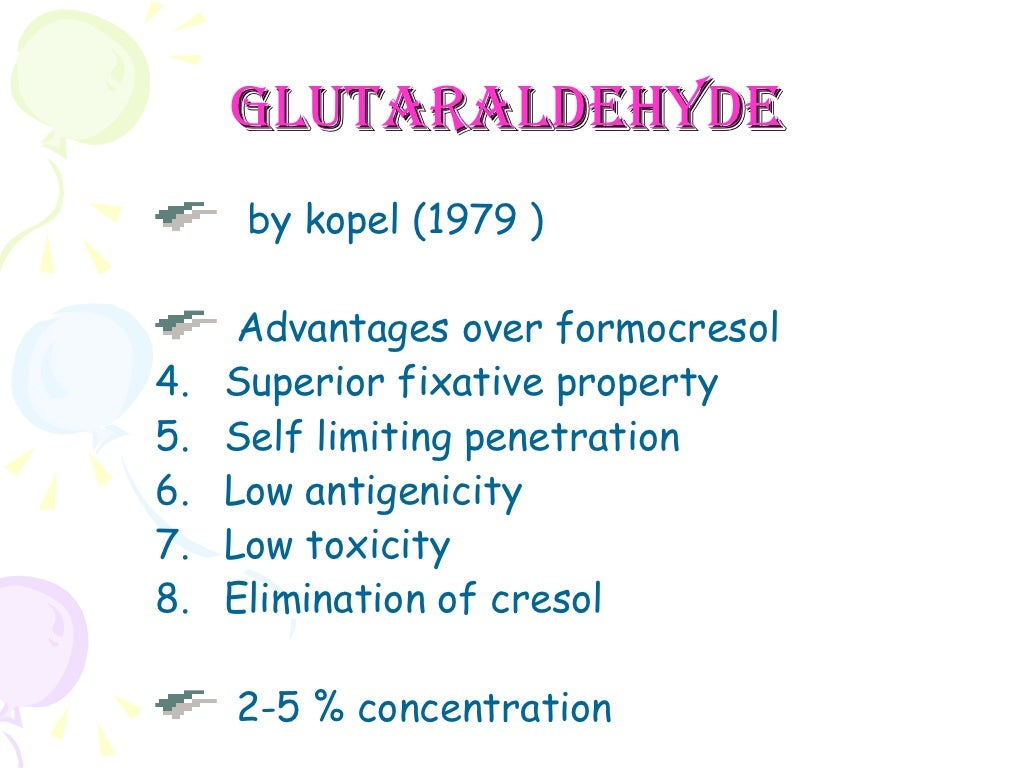 GLUTARALDEHYDE
by kopel (1979 )
Advantages over formocresol
4. Superior fixative property
5. Self limiting penetration
6. Low antigenicity
7. Low toxicity
8. Elimination of cresol
2-5 % concentration